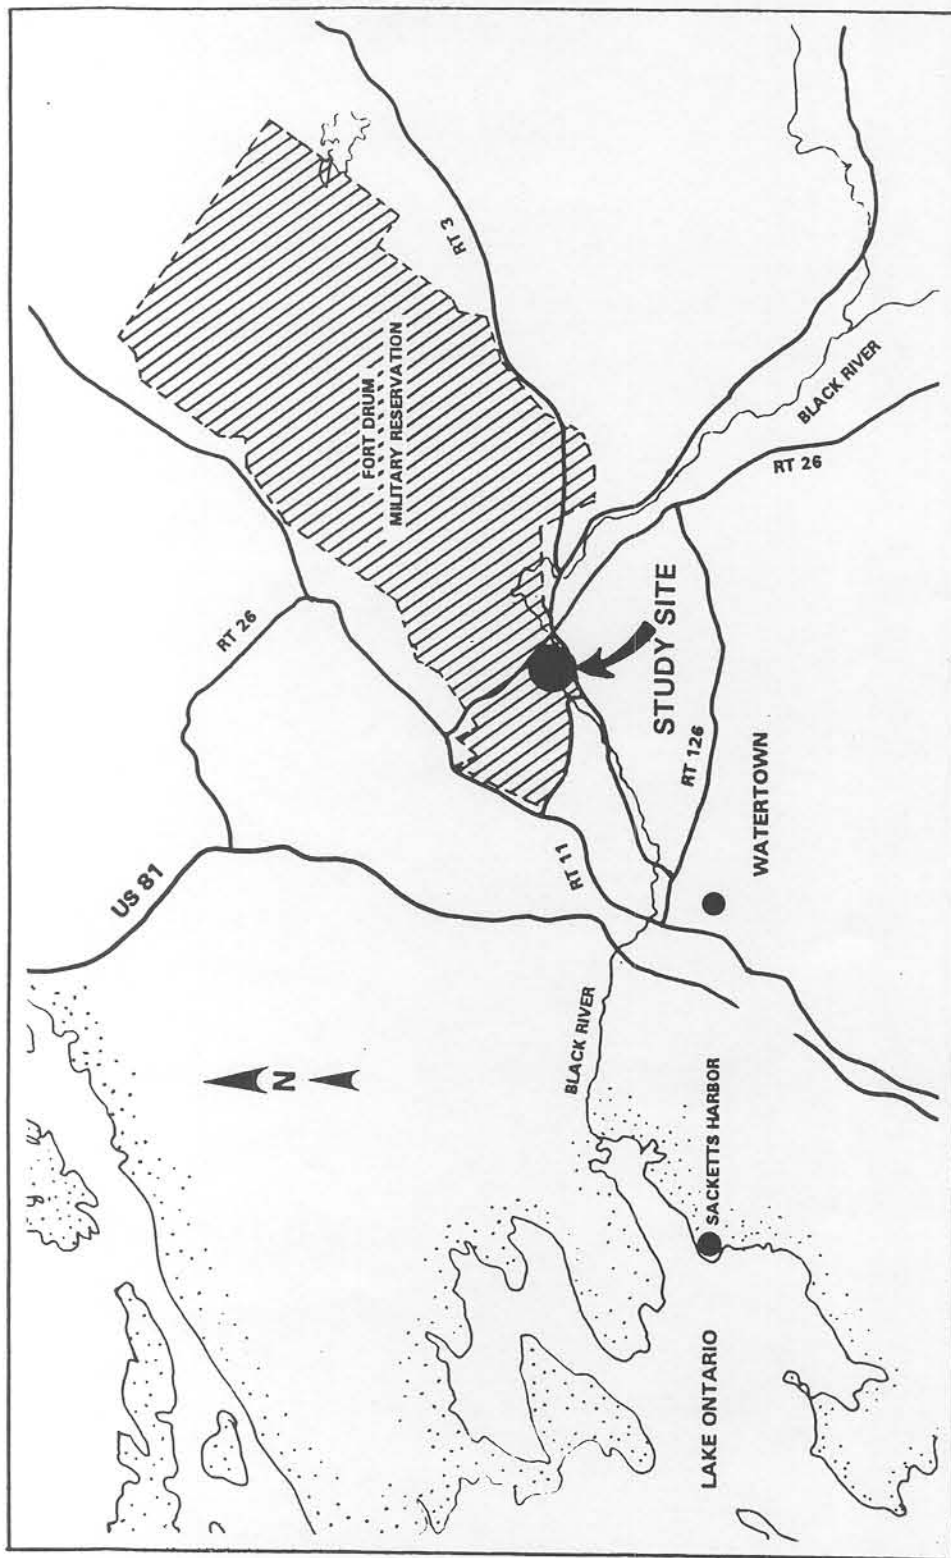 US 81
RT 26
N
FORT DRUM
MILITARY RESERVATION
RT 3
RT 11
BLACK RIVER
STUDY SITE
RT 126
LAKE ONTARIO
SACKETTS HARBOR
WATERTOWN
RT 26
BLACK RIVER